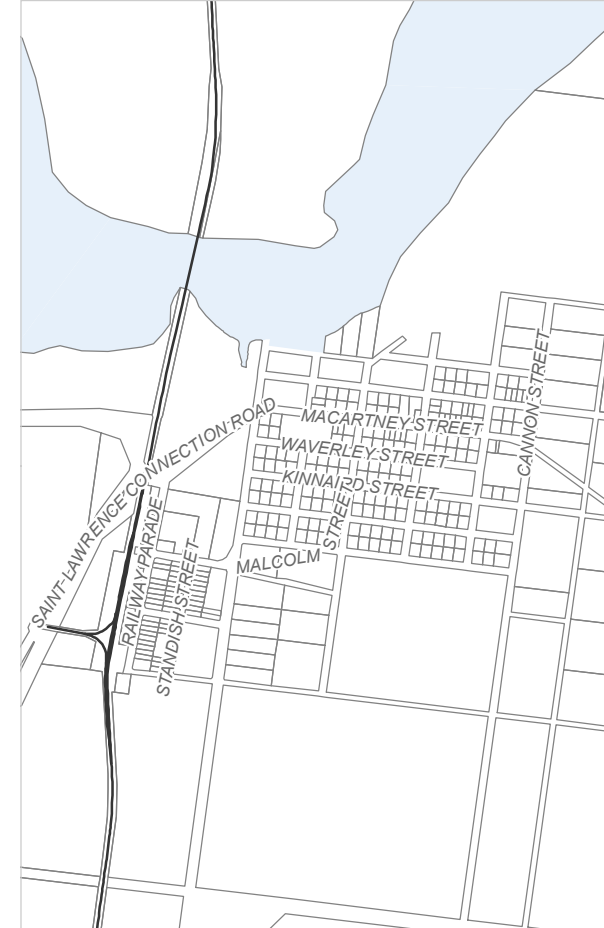 MACARTNEY STREET
CANNON STREET
SAINT LAWRENCE CONNECTION ROAD
WAVERLEY STREET
KINNAIRD STREET
MALCOLM STREET
RAILWAY PARADE
STANDISH STREET